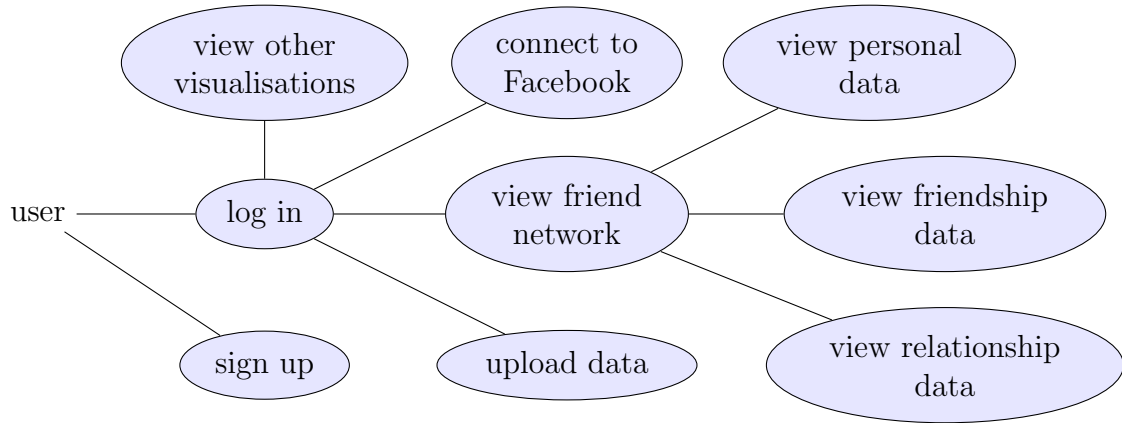 view other
visualisations
connect to
Facebook
view personal
data
user
log in
view friend
network
view friendship
data
sign up
upload data
view relationship
data